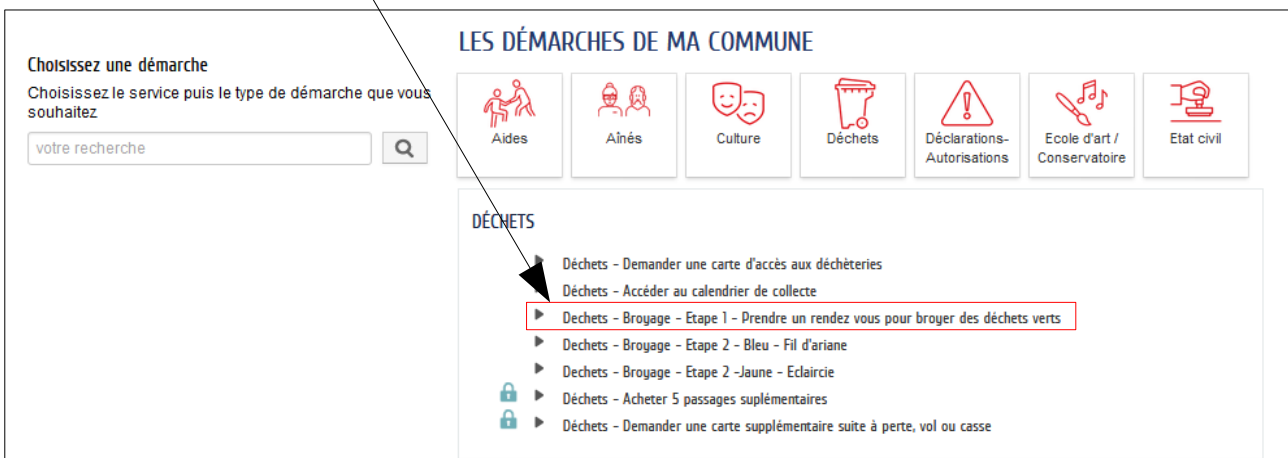 Choisissez une démarche
Choisissez le service puis le type de démarche que vous
souhaitez
votre recherche
LES DÉMARCHES DE MA COMMUNE
Aides
Aînés
Culture
Déchets
Déclarations-
Autorisations
Ecole d'art /
Conservatoire
Etat civil
DÉCHETS
Déchets - Demander une carte d'accès aux déchèteries
Déchets - Accéder au calendrier de collecte
Dechets - Broyage - Etape 1 - Prendre un rendez vous pour broyer des déchets verts
Dechets - Broyage - Etape 2 - Bleu - Fil d'ariane
Dechets - Broyage - Etape 2 -Jaune - Eclaircie
Déchets - Acheter 5 passages suplémentaires
Déchets - Demander une carte supplémentaire suite à perte, vol ou casse